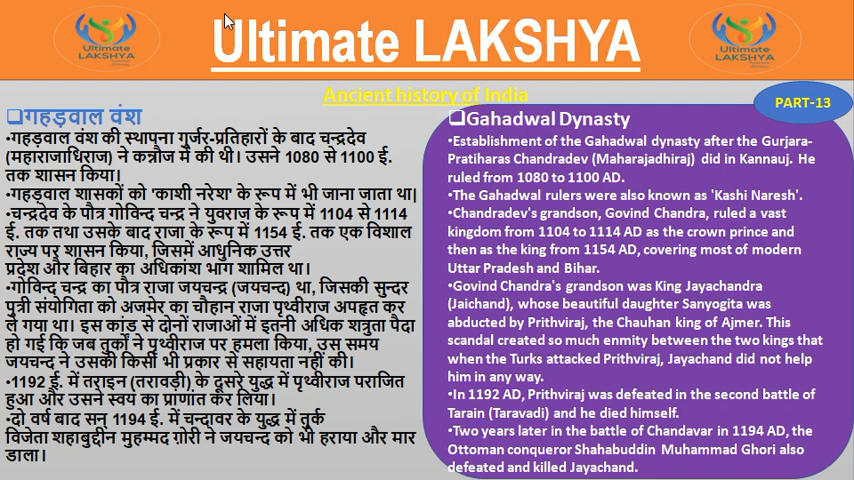 Ultimate
LAKSHYA
Ultimate LAKSHYA
Ultimate
LAKSHYA
Ancient history of India
PART-13
गहड़वाल वंश
•गहड़वाल वंश की स्थापना गुर्जर-प्रतिहारों के बाद चन्द्रदेव
(महाराजाधिराज) ने कन्नौज में की थी। उसने 1080 से 1100 ई.
तक शासन किया।
•गहड़वाल शासकों को 'काशी नरेश' के रूप में भी जाना जाता था|
•चन्द्रदेव के पौत्र गोविन्द चन्द्र ने युवराज के रूप में 1104 से 1114
ई. तक तथा उसके बाद राजा के रूप में 1154 ई. तक एक विशाल
राज्य पर शासन किया, जिसमें आधुनिक उत्तर
प्रदेश और बिहार का अधिकांश भाग शामिल था।
•गोविन्द चन्द्र का पौत्र राजा जयचन्द्र (जयचन्द) था, जिसकी सुन्दर
पुत्री संयोगिता को अजमेर का चौहान राजा पृथ्वीराज अपहृत कर
ले गया था। इस कांड से दोनों राजाओं में इतनी अधिक शत्रुता पैदा
हो गई कि जब तुर्कों ने पृथ्वीराज पर हमला किया, उस समय
जयचन्द ने उसकी किसी भी प्रकार से सहायता नहीं की।
•1192 ई. में तराइन (तरावड़ी) के दूसरे युद्ध में पृथ्वीराज पराजित
हुआ और उसने स्वयं का प्राणांत कर लिया।
•दो वर्ष बाद सन् 1194 ई. में चन्दावर के युद्ध में तुर्क
विजेता शहाबुद्दीन मुहम्मद ग़ोरी ने जयचन्द को भी हराया और मार
डाला।
Gahadwal Dynasty
•Establishment of the Gahadwal dynasty after the Gurjara-
Pratiharas Chandradev (Maharajadhiraj) did in Kannauj. He
ruled from 1080 to 1100 AD.
•The Gahadwal rulers were also known as 'Kashi Naresh'.
•Chandradev's grandson, Govind Chandra, ruled a vast
kingdom from 1104 to 1114 AD as the crown prince and
then as the king from 1154 AD, covering most of modern
Uttar Pradesh and Bihar.
•Govind Chandra's grandson was King Jayachandra
(Jaichand), whose beautiful daughter Sanyogita was
abducted by Prithviraj, the Chauhan king of Ajmer. This
scandal created so much enmity between the two kings that
when the Turks attacked Prithviraj, Jayachand did not help
him in any way.
•In 1192 AD, Prithviraj was defeated in the second battle of
Tarain (Taravadi) and he died himself.
•Two years later in the battle of Chandavar in 1194 AD, the
Ottoman conqueror Shahabuddin Muhammad Ghori also
defeated and killed Jayachand.